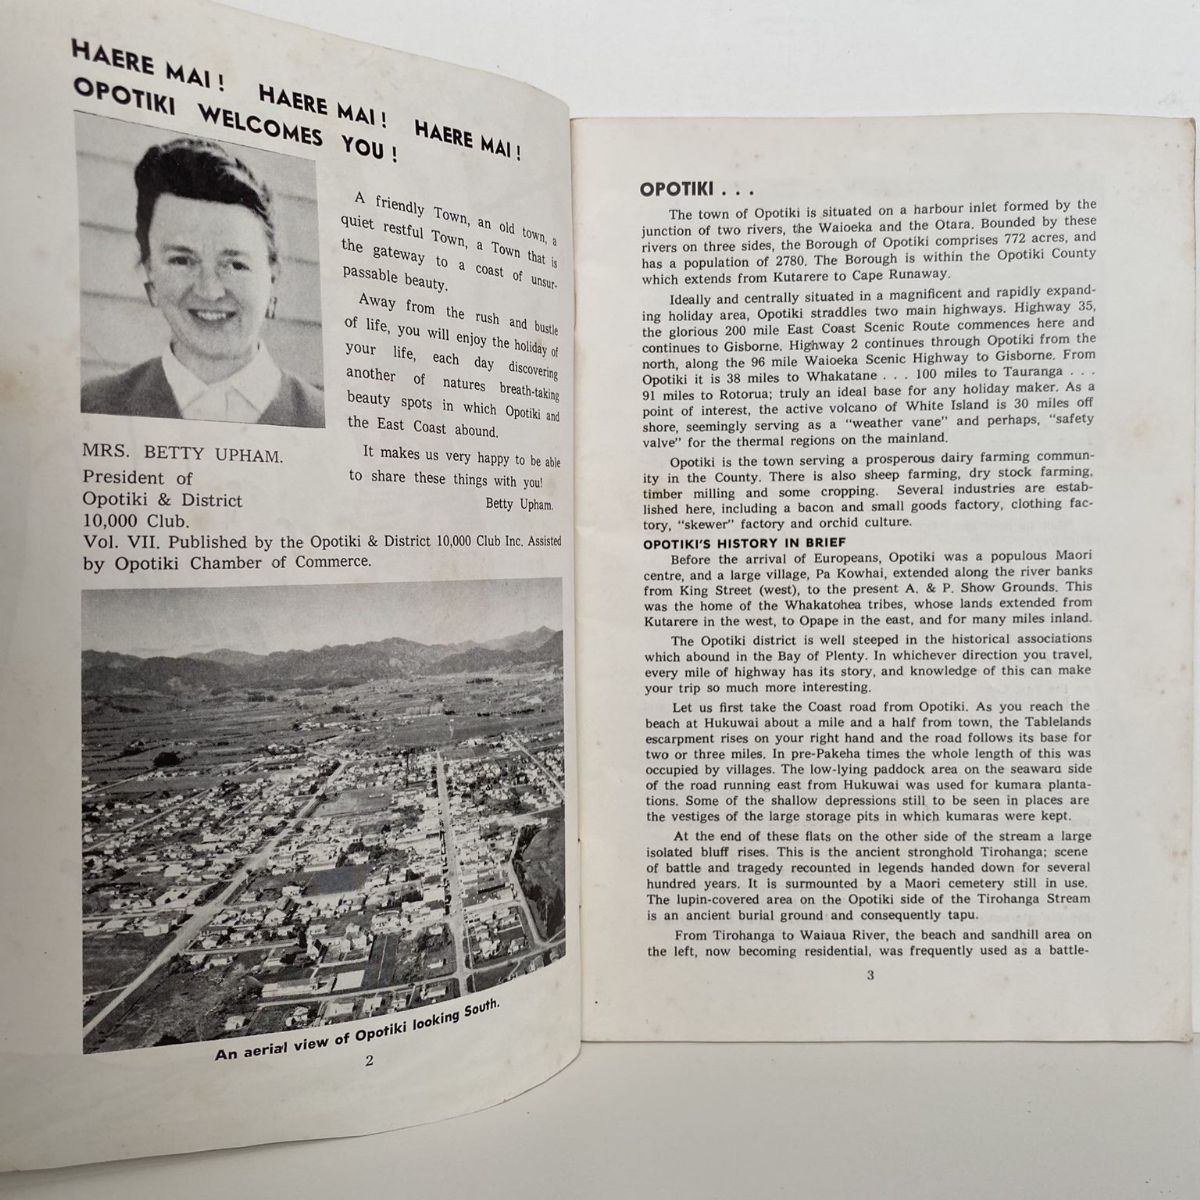 HAERE MAI! HAERE MAI! HAERE MAI!
OPOTIKI WELCOMES YOU!
A friendly Town, an old town, a
quiet restful Town, a Town that is
the gateway to a coast of unsur-
passable beauty.
Away from the rush and bustle
of life, you will enjoy the holiday of
your life, each day discovering
another of natures breath-taking
beauty spots in which Opotiki and
the East Coast abound.
It makes us very happy to be able
to share these things with you!
Betty Upham.
MRS. BETTY UPHAM.
President of
Opotiki & District
10,000 Club.
Vol. VII. Published by the Opotiki & District 10,000 Club Inc. Assisted
by Opotiki Chamber of Commerce.
An aerial view of Opotiki looking South.
2
OPOTIKI . . .
The town of Opotiki is situated on a harbour inlet formed by the
junction of two rivers, the Waioeka and the Otara. Bounded by these
rivers on three sides, the Borough of Opotiki comprises 772 acres, and
has a population of 2780. The Borough is within the Opotiki County
which extends from Kutarere to Cape Runaway.
Ideally and centrally situated in a magnificent and rapidly expand-
ing holiday area, Opotiki straddles two main highways. Highway 35,
the glorious 200 mile East Coast Scenic Route commences here and
continues to Gisborne. Highway 2 continues through Opotiki from the
north, along the 96 mile Waioeka Scenic Highway to Gisborne. From
Opotiki it is 38 miles to Whakatane . . . 100 miles to Tauranga . . .
91 miles to Rotorua; truly an ideal base for any holiday maker. As a
point of interest, the active volcano of White Island is 30 miles off
shore, seemingly serving as a "weather vane" and perhaps, "safety
valve" for the thermal regions on the mainland.
Opotiki is the town serving a prosperous dairy farming commun-
ity in the County. There is also sheep farming, dry stock farming,
timber milling and some cropping. Several industries are estab-
lished here, including a bacon and small goods factory, clothing fac-
tory, "skewer" factory and orchid culture.
OPOTIKI'S HISTORY IN BRIEF
Before the arrival of Europeans, Opotiki was a populous Maori
centre, and a large village, Pa Kowhai, extended along the river banks
from King Street (west), to the present A. & P. Show Grounds. This
was the home of the Whakatohea tribes, whose lands extended from
Kutarere in the west, to Opape in the east, and for many miles inland.
The Opotiki district is well steeped in the historical associations
which abound in the Bay of Plenty. In whichever direction you travel,
every mile of highway has its story, and knowledge of this can make
your trip so much more interesting.
Let us first take the Coast road from Opotiki. As you reach the
beach at Hukuwai about a mile and a half from town, the Tablelands
escarpment rises on your right hand and the road follows its base for
two or three miles. In pre-Pakeha times the whole length of this was
occupied by villages. The low-lying paddock area on the seaward side
of the road running east from Hukuwai was used for kumara planta-
tions. Some of the shallow depressions still to be seen in places are
the vestiges of the large storage pits in which kumaras were kept.
At the end of these flats on the other side of the stream a large
isolated bluff rises. This is the ancient stronghold Tirohanga; scene
of battle and tragedy recounted in legends handed down for several
hundred years. It is surmounted by a Maori cemetery still in use.
The lupin-covered area on the Opotiki side of the Tirohanga Stream
is an ancient burial ground and consequently tapu.
From Tirohanga to Waiaua River, the beach and sandhill area on
the left, now becoming residential, was frequently used as a battle-
3